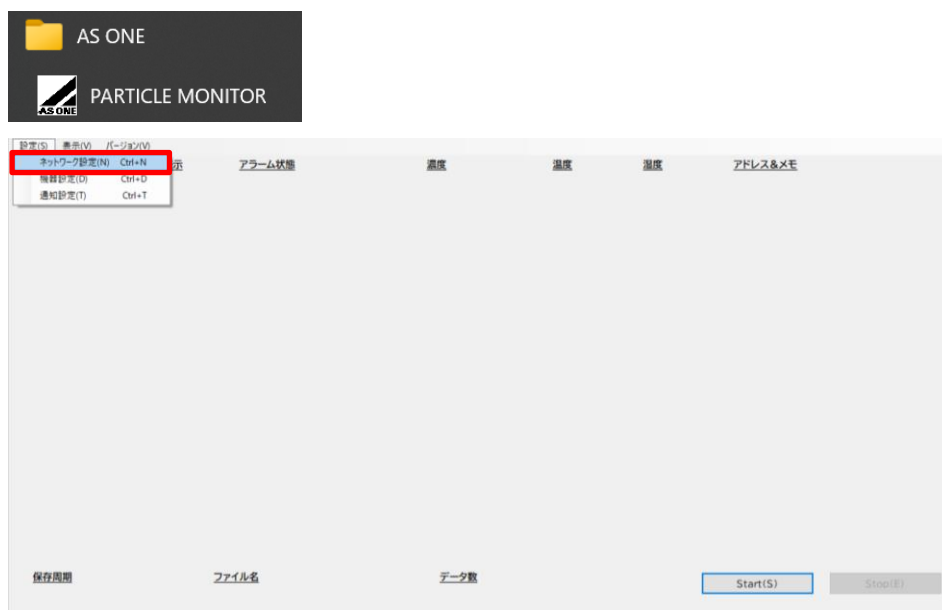 AS ONE
AS ONE
PARTICLE MONITOR
設定(S) 表示(V) バージョン(V)
ネットワーク設定(N) Ctrl+N
示 アラーム状態 濃度 温度 湿度 アドレス&メモ
機器設定(D) Ctrl+D
通知設定(T) Ctrl+T
保存周期 ファイル名 データ数 Start(S) Stop(E)